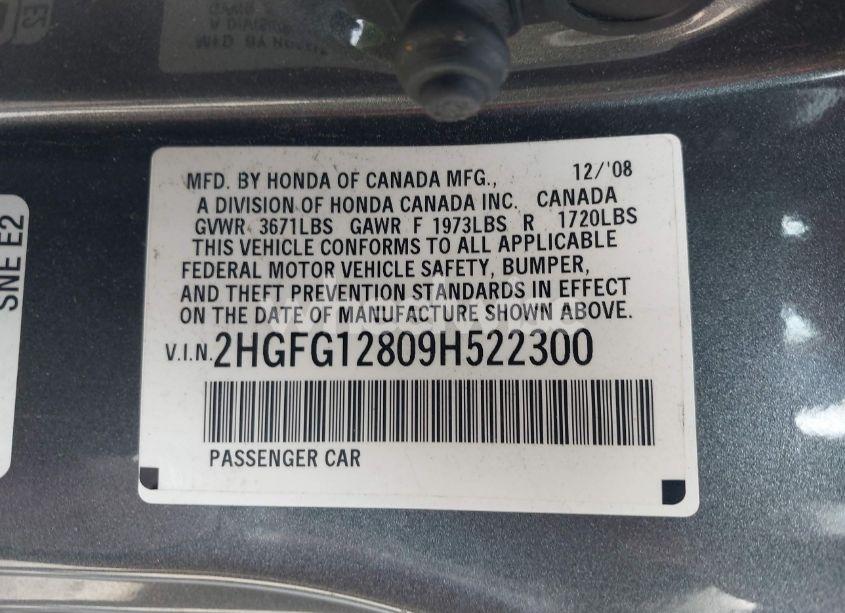 MFD. BY HONDA OF CANADA MFG., 12/'08
A DIVISION OF HONDA CANADA INC. CANADA
GVWR 3671LBS GAWR F 1973LBS R 1720LBS
THIS VEHICLE CONFORMS TO ALL APPLICABLE
FEDERAL MOTOR VEHICLE SAFETY, BUMPER,
AND THEFT PREVENTION STANDARDS IN EFFECT
ON THE DATE OF MANUFACTURE SHOWN ABOVE.
V.I.N. 2HGFG12809H522300
PASSENGER CAR
SNE E2